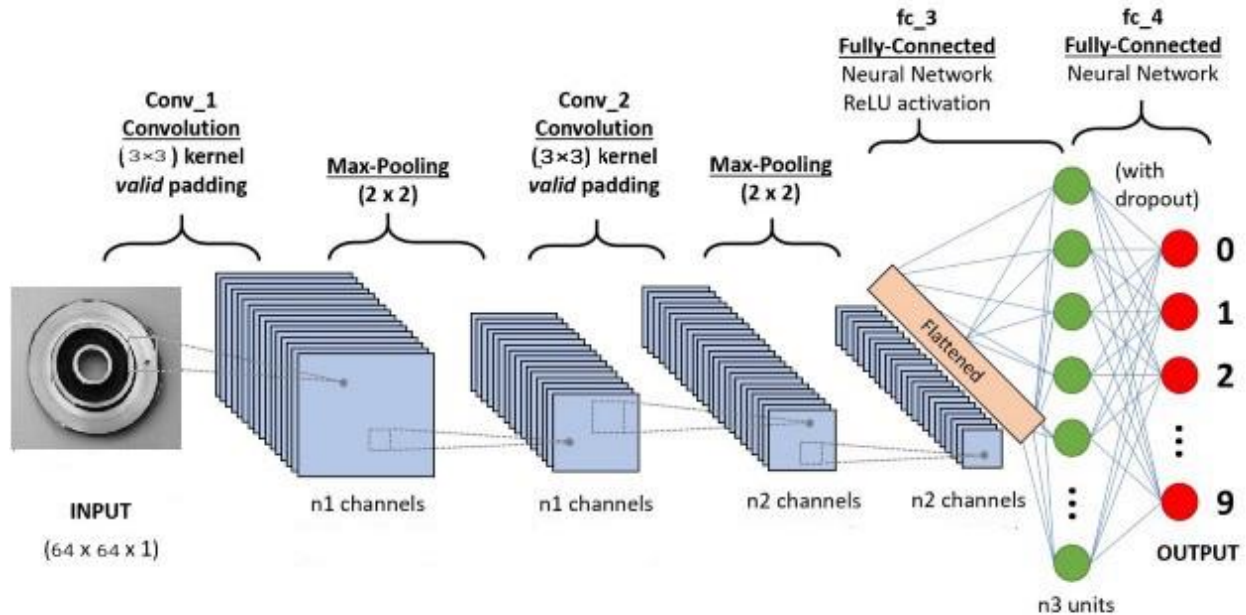 Conv_1
Convolution
(3×3) kernel
valid padding
Max-Pooling
(2 x 2)
Conv_2
Convolution
(3×3) kernel
valid padding
Max-Pooling
(2 x 2)
fc_3
Fully-Connected
Neural Network
ReLU activation
fc_4
Fully-Connected
Neural Network
(with
dropout)
Flattened
0
1
2
⋮
9
OUTPUT
INPUT
(64 x 64 x 1)
n1 channels
n1 channels
n2 channels
n2 channels
⋮
n3 units